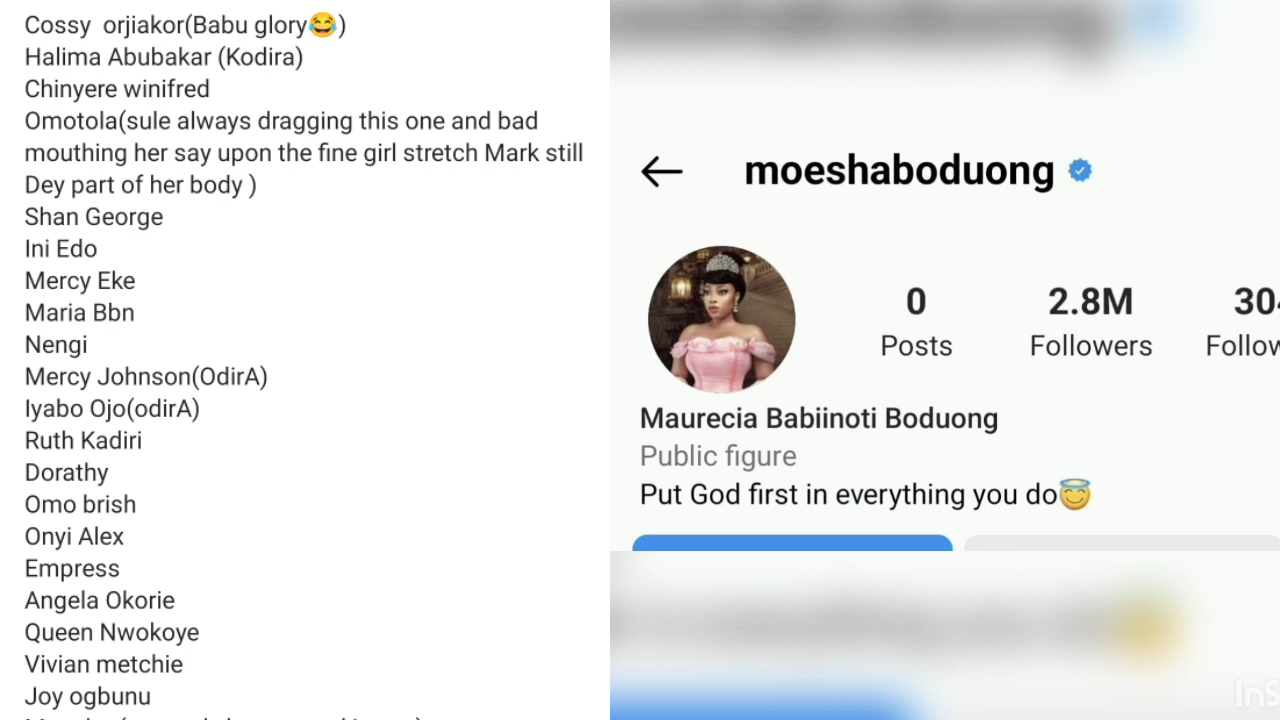 Cossy orjiakor(Babu glory😂)
Halima Abubakar (Kodira)
Chinyere winifred
Omotola(sule always dragging this one and bad
mouthing her say upon the fine girl stretch Mark still
Dey part of her body )
Shan George
Ini Edo
Mercy Eke
Maria Bbn
Nengi
Mercy Johnson(OdirA)
Iyabo Ojo(odirA)
Ruth Kadiri
Dorathy
Omo brish
Onyi Alex
Empress
Angela Okorie
Queen Nwokoye
Vivian metchie
Joy ogbunu
moeshaboduong
0 2.8M 30
Posts Followers Follow
Maurecia Babiinoti Boduong
Public figure
Put God first in everything you do😇
InS